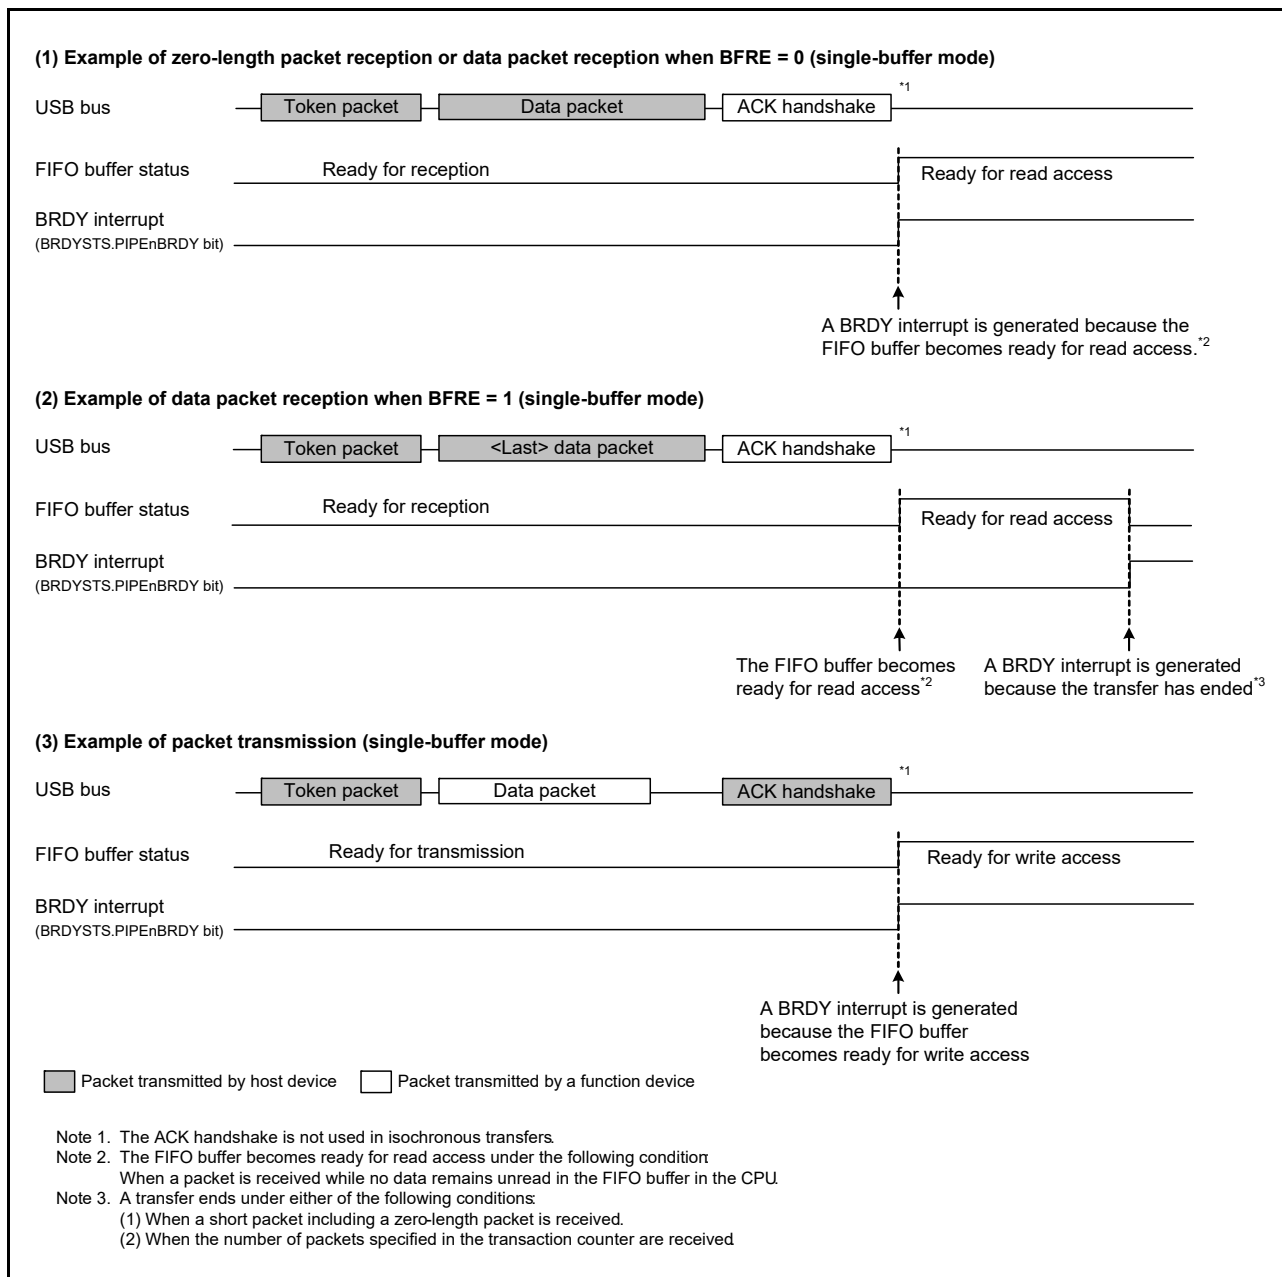 (1) Example of zero-length packet reception or data packet reception when BFRE = 0 (single-buffer mode)
USB bus
Token packet
Data packet
ACK handshake
*1
FIFO buffer status
Ready for reception
Ready for read access
BRDY interrupt
(BRDYSTS.PIPEnBRDY bit)
A BRDY interrupt is generated because the
FIFO buffer becomes ready for read access.*2
(2) Example of data packet reception when BFRE = 1 (single-buffer mode)
USB bus
Token packet
<Last> data packet
ACK handshake
*1
FIFO buffer status
Ready for reception
Ready for read access
BRDY interrupt
(BRDYSTS.PIPEnBRDY bit)
The FIFO buffer becomes
ready for read access*2
A BRDY interrupt is generated
because the transfer has ended*3
(3) Example of packet transmission (single-buffer mode)
USB bus
Token packet
Data packet
ACK handshake
*1
FIFO buffer status
Ready for transmission
Ready for write access
BRDY interrupt
(BRDYSTS.PIPEnBRDY bit)
A BRDY interrupt is generated
because the FIFO buffer
becomes ready for write access
Packet transmitted by host device
Packet transmitted by a function device
Note 1. The ACK handshake is not used in isochronous transfers.
Note 2. The FIFO buffer becomes ready for read access under the following condition:
When a packet is received while no data remains unread in the FIFO buffer in the CPU.
Note 3. A transfer ends under either of the following conditions:
(1) When a short packet including a zero-length packet is received.
(2) When the number of packets specified in the transaction counter are received.